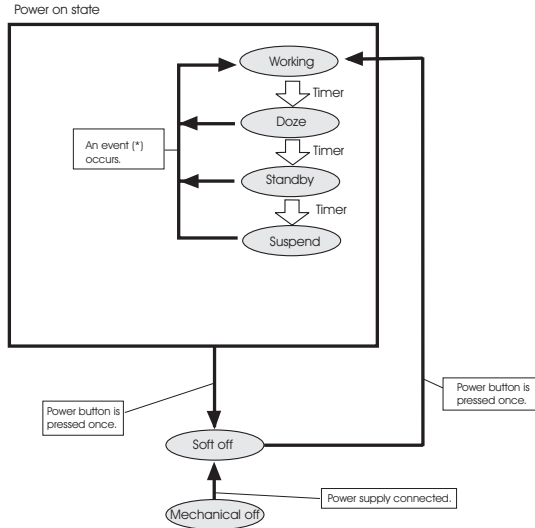 Power on state
Working
Timer
Doze
An event (*)
occurs.
Timer
Standby
Timer
Suspend
Power button is
pressed once.
Power button is
pressed once.
Soft off
Power supply connected.
Mechanical off